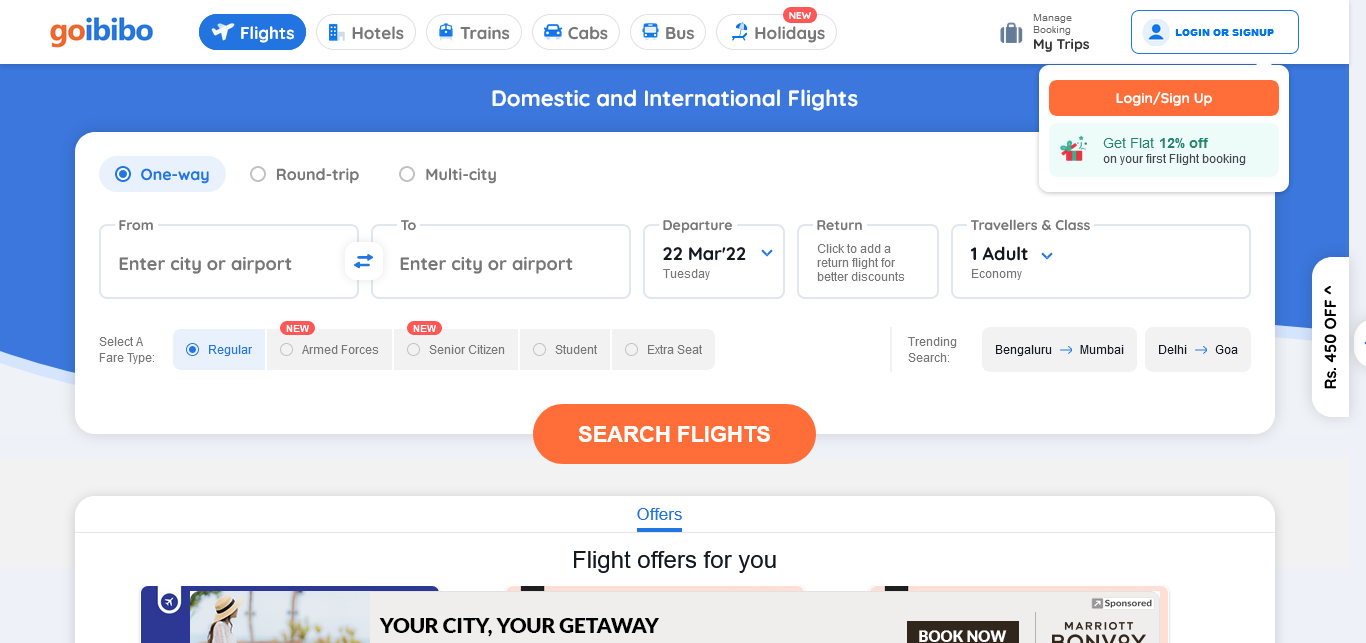 goibibo
Flights
Hotels
Trains
Cabs
Bus
NEW
Holidays
Manage
Booking
My Trips
LOGIN OR SIGNUP
Login/Sign Up
Get Flat 12% off
on your first Flight booking
Domestic and International Flights
One-way
Round-trip
Multi-city
From
Enter city or airport
To
Enter city or airport
Departure
22 Mar'22
Tuesday
Return
Click to add a
return flight for
better discounts
Travellers & Class
1 Adult
Economy
Select A
Fare Type:
Regular
NEW
Armed Forces
NEW
Senior Citizen
Student
Extra Seat
Trending
Search:
Bengaluru → Mumbai
Delhi → Goa
Rs. 450 OFF >
SEARCH FLIGHTS
Offers
Flight offers for you
Sponsored
YOUR CITY, YOUR GETAWAY
BOOK NOW
MARRIOTT
BONVOY